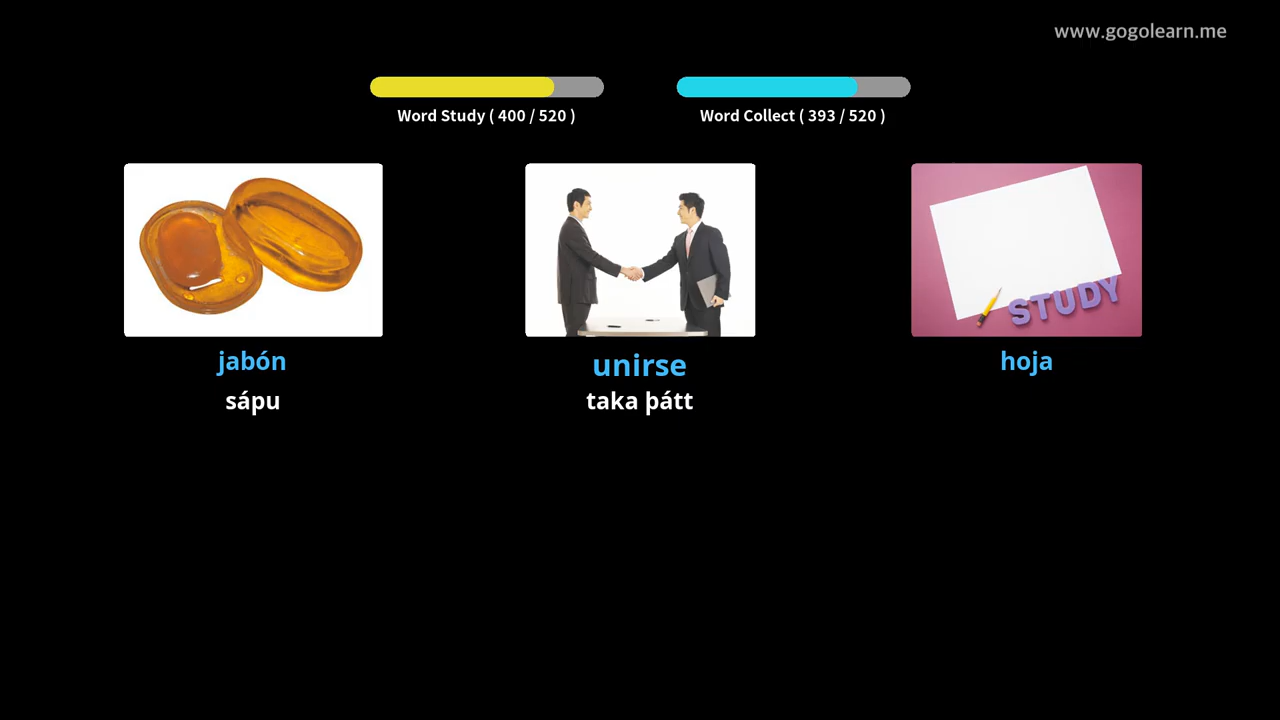 www.gogolearn.me
Word Study ( 400 / 520 )
Word Collect ( 393 / 520 )
STUDY
jabón
unirse
hoja
sápu
taka þátt